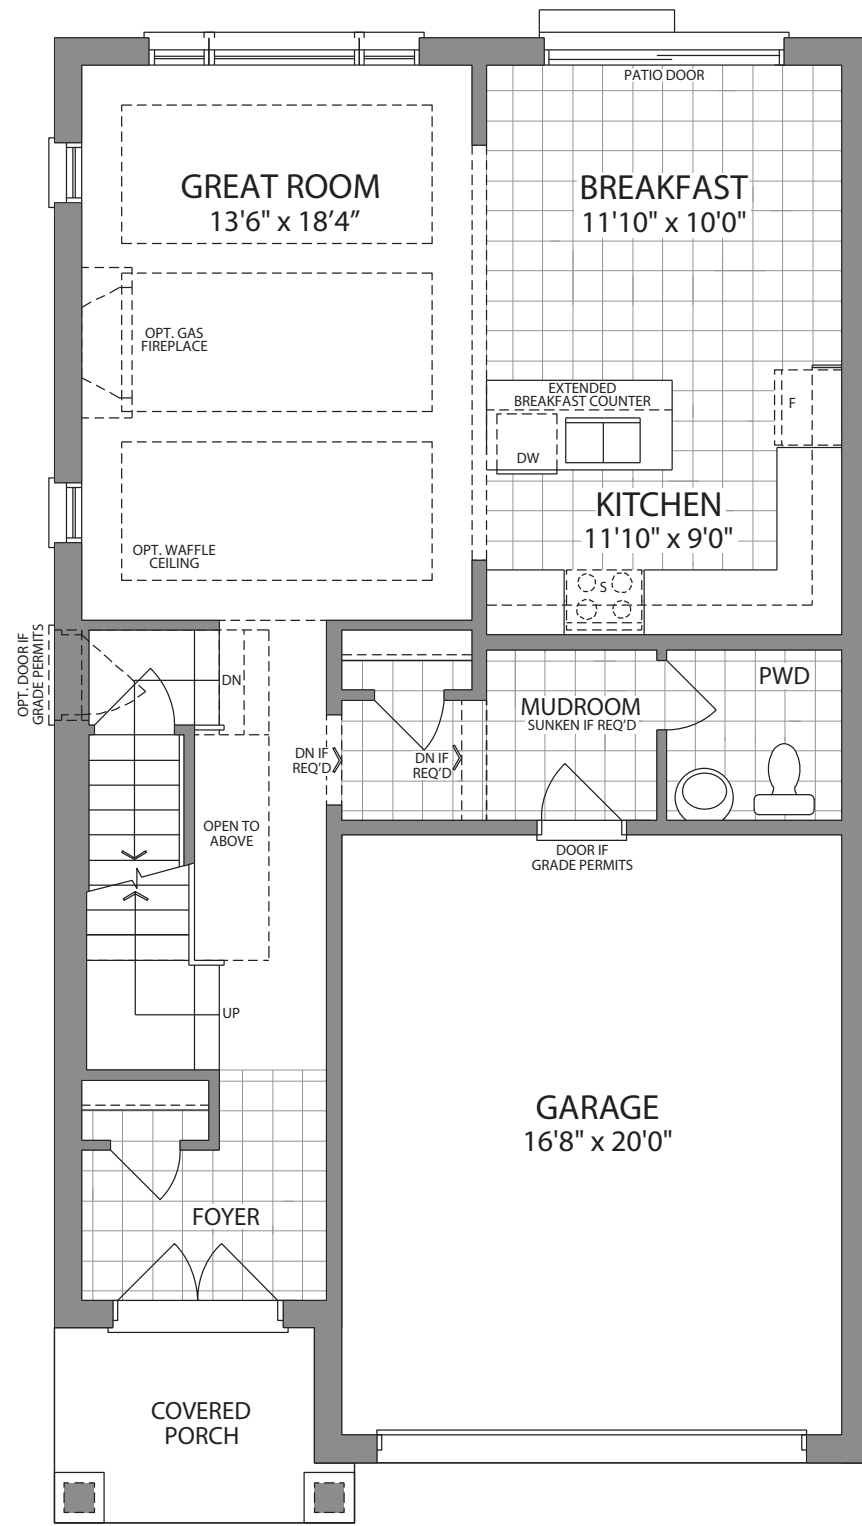 PATIO DOOR
GREAT ROOM
13'6" x 18’4”
BREAKFAST
11'10" x 10'0"
OPT. GAS
FIREPLACE
EXTENDED
BREAKFAST COUNTER
F
DW
KITCHEN
11'10" x 9'0"
OPT. WAFFLE
CEILING
S
OPT. DOOR IF
GRADE PERMITS
DN
MUDROOM
SUNKEN IF REQ'D
PWD
DN IF
REQ'D
DN IF
REQ'D
OPEN TO
ABOVE
DOOR IF
GRADE PERMITS
UP
GARAGE
16'8" x 20'0"
FOYER
COVERED
PORCH